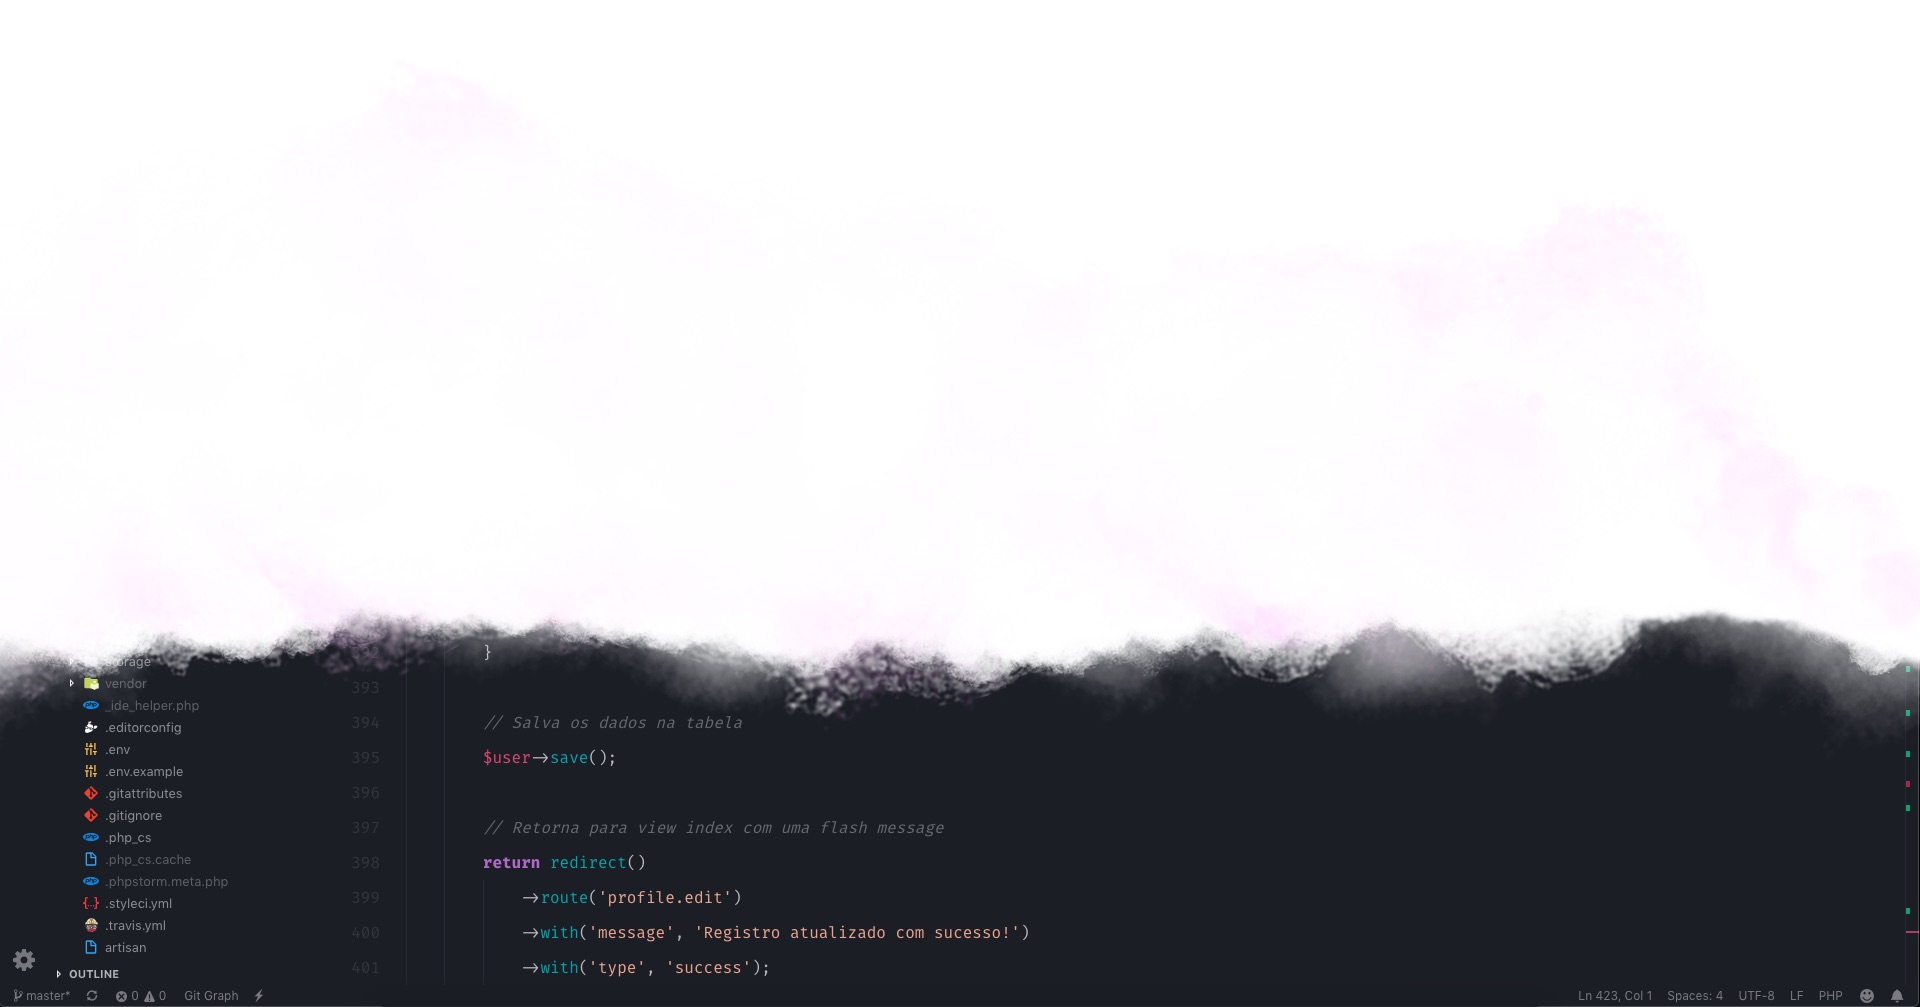 storage
vendor
_ide_helper.php
.editorconfig
.env
.env.example
.gitattributes
.gitignore
.php_cs
.php_cs.cache
.phpstorm.meta.php
.styleci.yml
.travis.yml
artisan
OUTLINE
}
393
394 // Salva os dados na tabela
395 $user->save();
396
397 // Retorna para view index com uma flash message
398 return redirect()
399 ->route('profile.edit')
400 ->with('message', 'Registro atualizado com sucesso!')
401 ->with('type', 'success');
master* 0 0 Git Graph Ln 423, Col 1 Spaces: 4 UTF-8 LF PHP